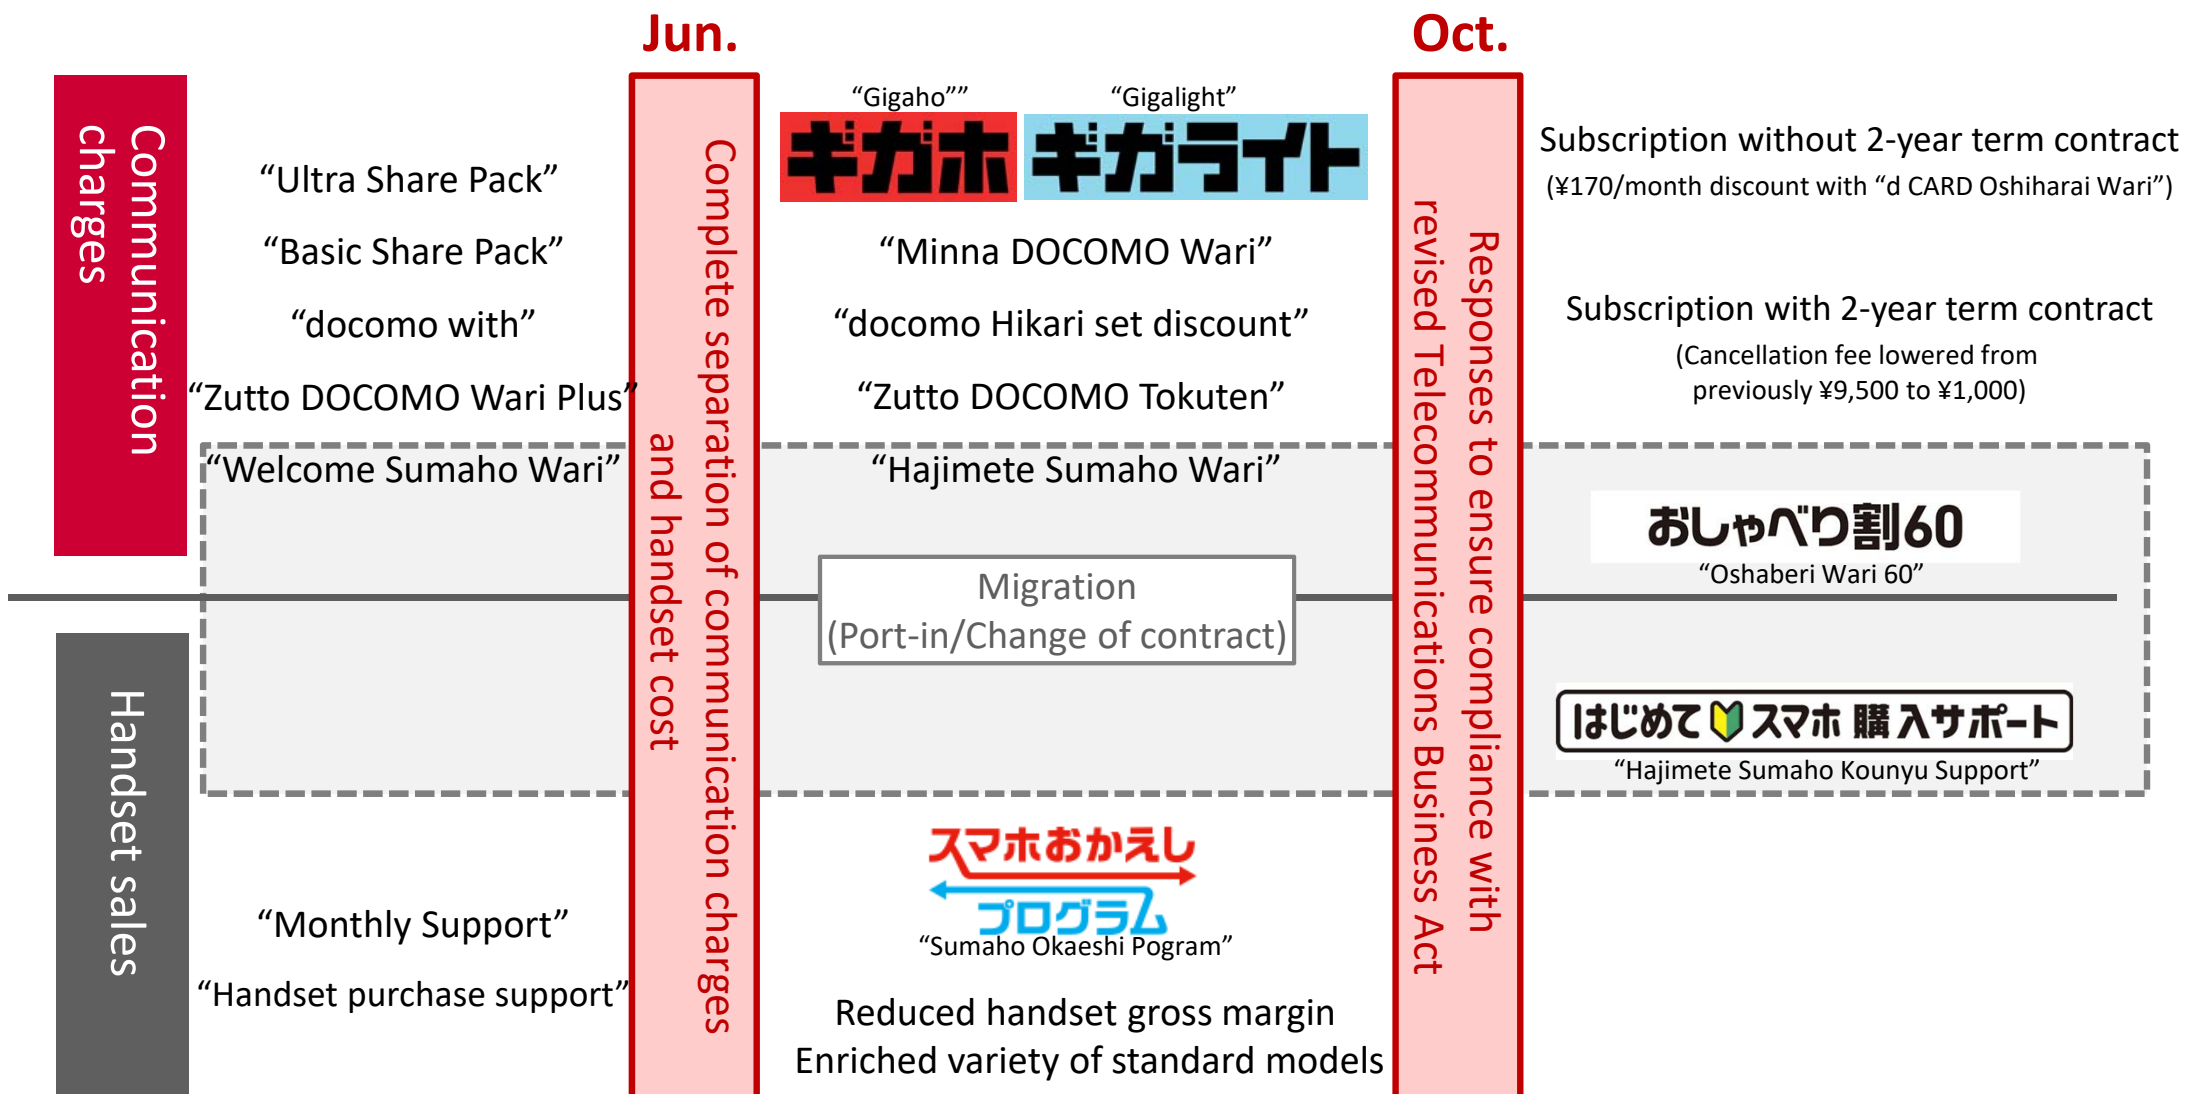 Jun.
Oct.
Communication
charges
“Ultra Share Pack”
“Basic Share Pack”
“docomo with”
“Zutto DOCOMO Wari Plus”
“Welcome Sumaho Wari”
Complete separation of communication charges
and handset cost
“Gigaho””
“Gigalight”
ギガホ
ギガライト
“Minna DOCOMO Wari”
“docomo Hikari set discount”
“Zutto DOCOMO Tokuten”
“Hajimete Sumaho Wari”
Migration
(Port-in/Change of contract)
Responses to ensure compliance with
revised Telecommunications Business Act
Subscription without 2-year term contract
(¥170/month discount with “d CARD Oshiharai Wari”)
Subscription with 2-year term contract
(Cancellation fee lowered from
previously ¥9,500 to ¥1,000)
おしゃべり割60
“Oshaberi Wari 60”
はじめてスマホ 購入サポート
“Hajimete Sumaho Kounyu Support”
Handset sales
“Monthly Support”
“Handset purchase support”
スマホおかえし
プログラム
“Sumaho Okaeshi Pogram”
Reduced handset gross margin
Enriched variety of standard models